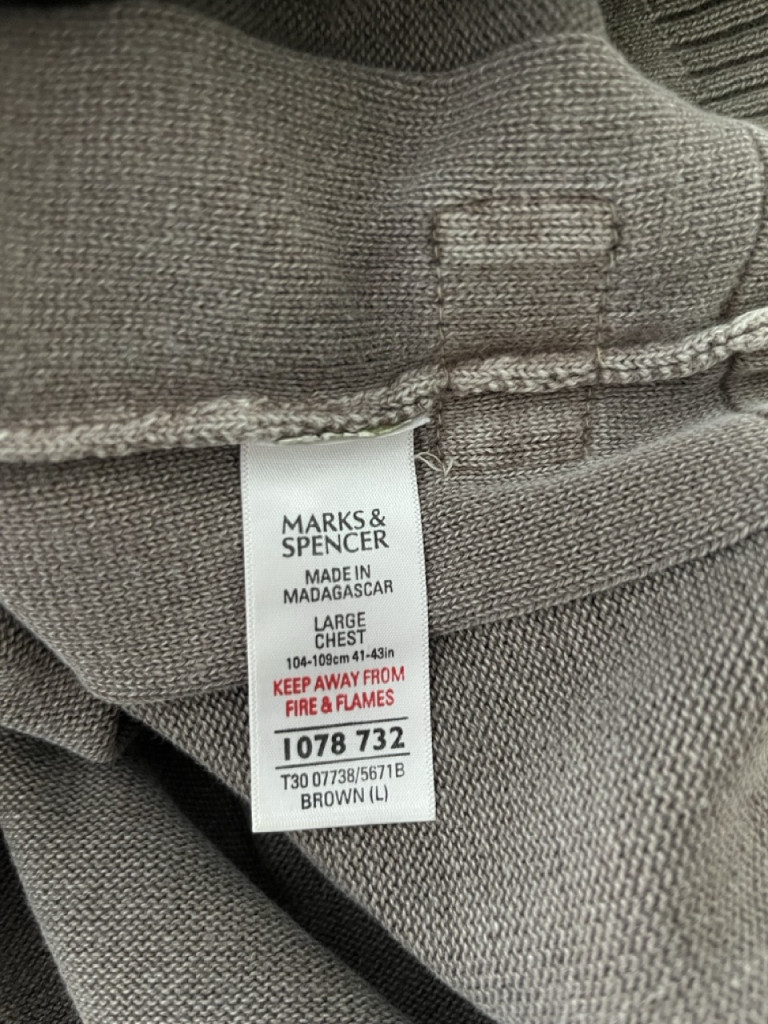 MARKS &
SPENCER
MADE IN
MADAGASCAR
LARGE
CHEST
104-109cm 41-43in
KEEP AWAY FROM
FIRE & FLAMES
1078 732
T30 07738/5671B
BROWN (L)